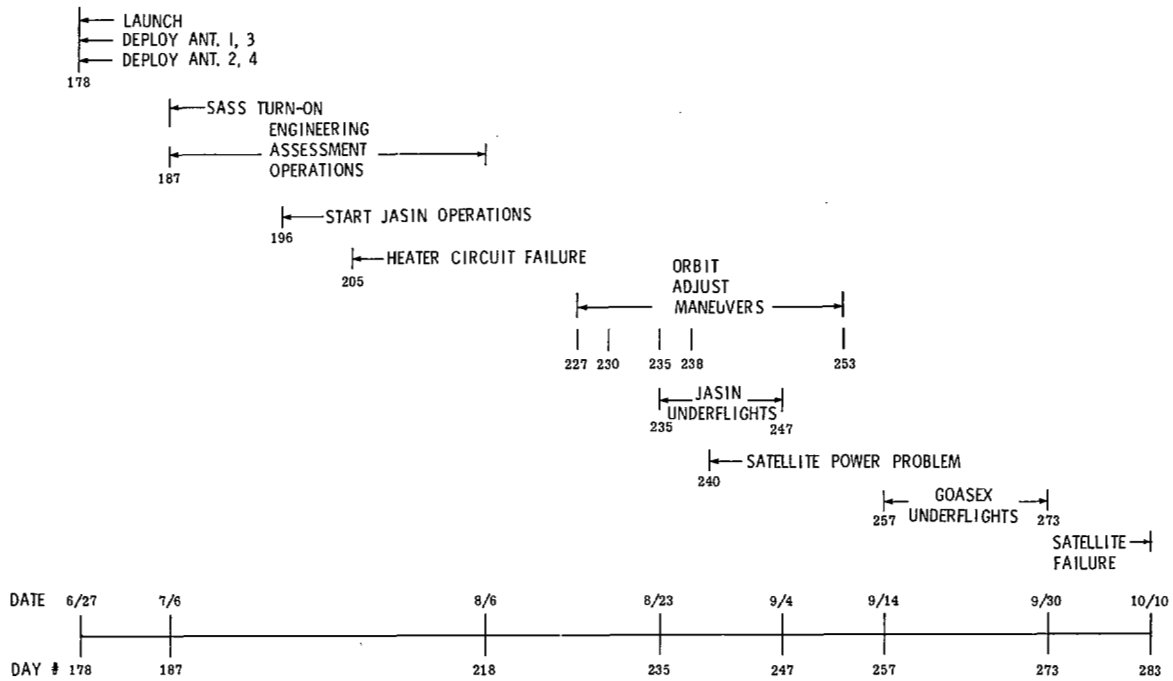 LAUNCH
DEPLOY ANT. 1, 3
DEPLOY ANT. 2, 4
178
SASS TURN-ON
ENGINEERING
ASSESSMENT
OPERATIONS
187
START JASIN OPERATIONS
196
HEATER CIRCUIT FAILURE
205
ORBIT
ADJUST
MANEUVERS
227 230 235 238 253
JASIN
UNDERFLIGHTS
235 247
SATELLITE POWER PROBLEM
240
GOASEX
UNDERFLIGHTS
257 273
SATELLITE
FAILURE
DATE 6/27 7/6 8/6 8/23 9/4 9/14 9/30 10/10
DAY # 178 187 218 235 247 257 273 283